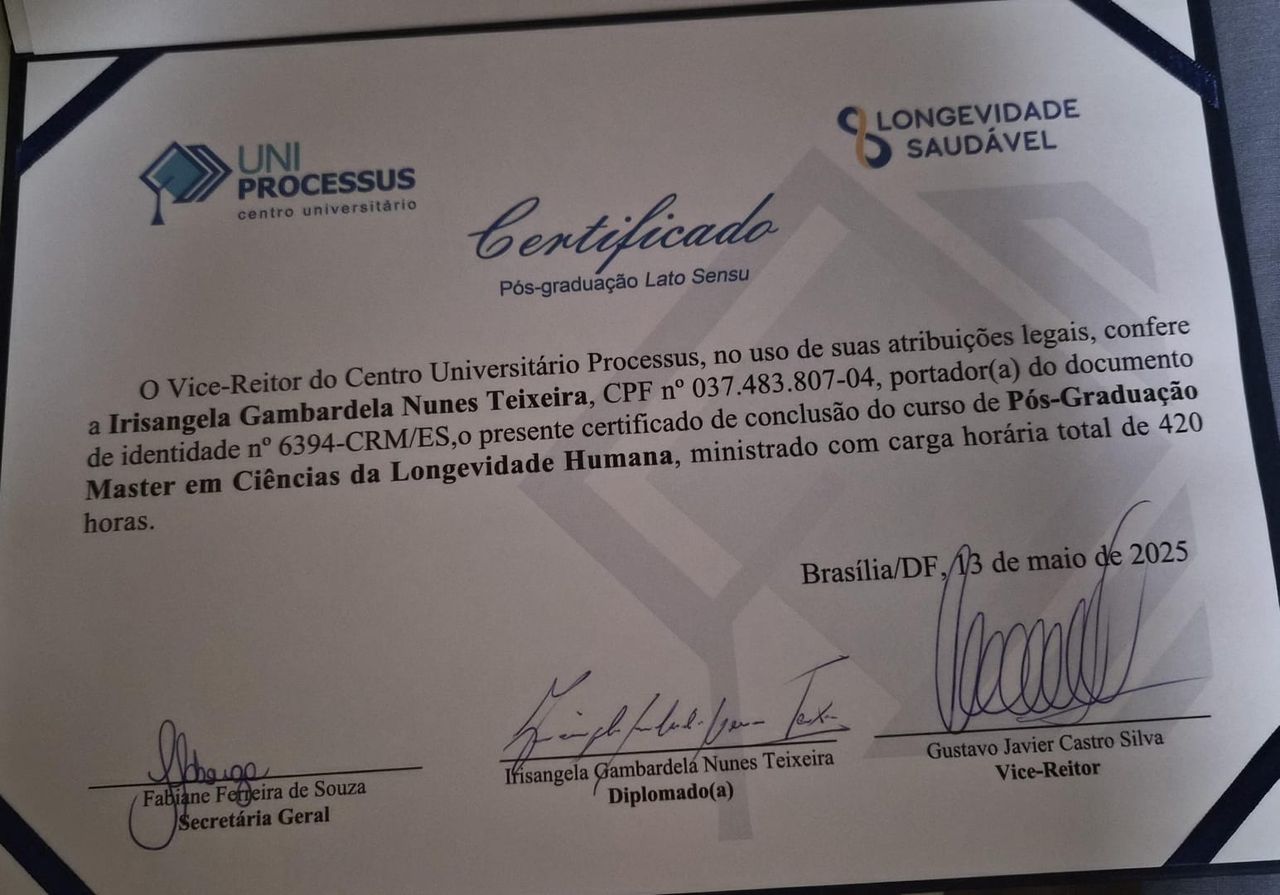 UNI
PROCESSUS
centro universitário
LONGEVIDADE
SAUDÁVEL
Certificado
Pós-graduação Lato Sensu
O Vice-Reitor do Centro Universitário Processus, no uso de suas atribuições legais, confere
a Irisangela Gambardela Nunes Teixeira, CPF nº 037.483.807-04, portador(a) do documento
de identidade nº 6394-CRM/ES,o presente certificado de conclusão do curso de Pós-Graduação
Master em Ciências da Longevidade Humana, ministrado com carga horária total de 420
horas.
Brasília/DF, 13 de maio de 2025
Fabiane Ferreira de Souza
Secretária Geral
Irisangela Gambardela Nunes Teixeira
Diplomado(a)
Gustavo Javier Castro Silva
Vice-Reitor